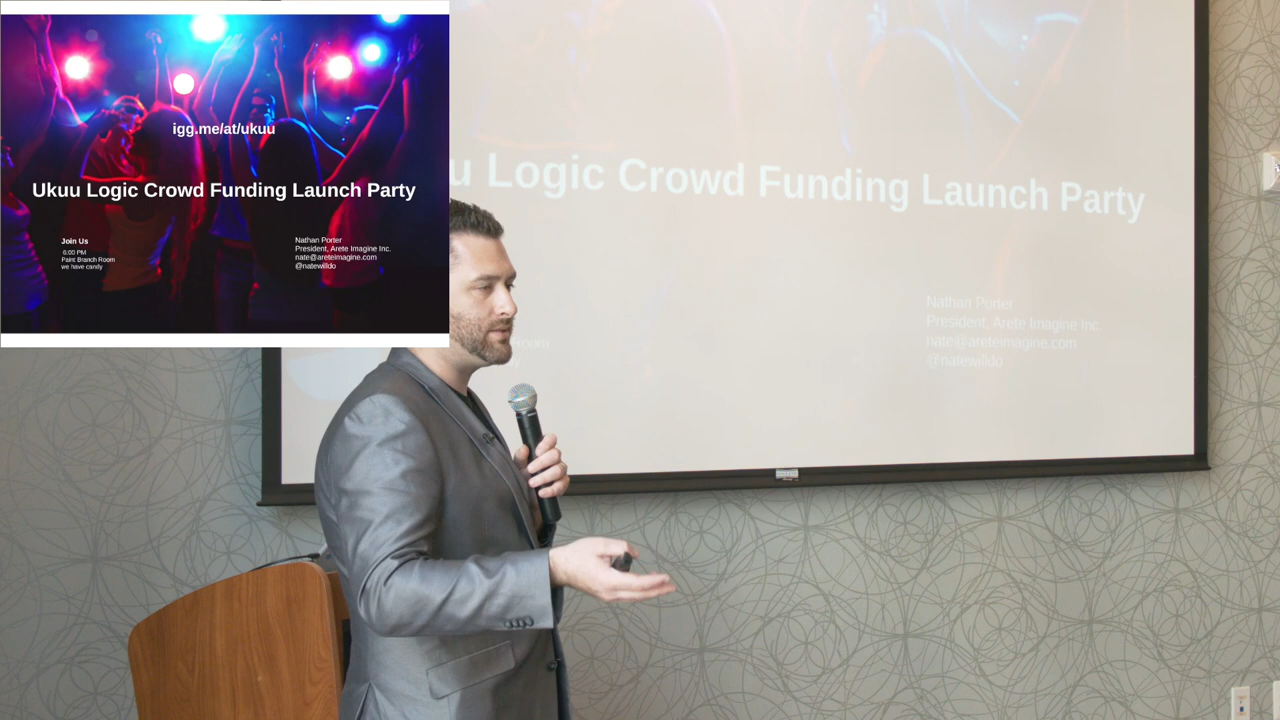 igg.me/at/ukuu
Ukuu Logic Crowd Funding Launch Party
Join Us
6:00 PM
Paint Branch Room
we have candy
Nathan Porter
President, Arete Imagine Inc.
nate@areteimagine.com
@natewilldo
u Logic Crowd Funding Launch Party
Nathan Porter
President, Arete Imagine Inc.
nate@areteimagine.com
@natewilldo